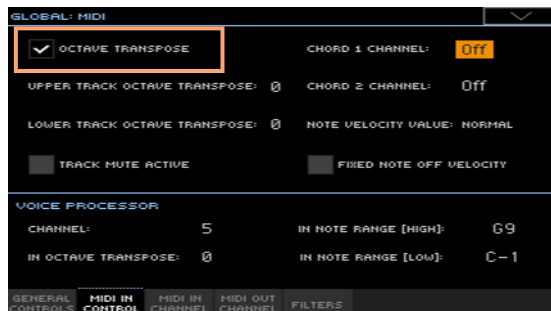 GLOBAL: MIDI
OCTAVE TRANSPOSE CHORD 1 CHANNEL: Off
UPPER TRACK OCTAVE TRANSPOSE: 0 CHORD 2 CHANNEL: Off
LOWER TRACK OCTAVE TRANSPOSE: 0 NOTE VELOCITY VALUE: NORMAL
TRACK MUTE ACTIVE FIXED NOTE OFF VELOCITY
VOICE PROCESSOR
CHANNEL: 5 IN NOTE RANGE [HIGH]: G9
IN OCTAVE TRANSPOSE: 0 IN NOTE RANGE [LOW]: C-1
GENERAL MIDI IN MIDI IN MIDI OUT FILTERS
CONTROLS CONTROL CHANNEL CHANNEL